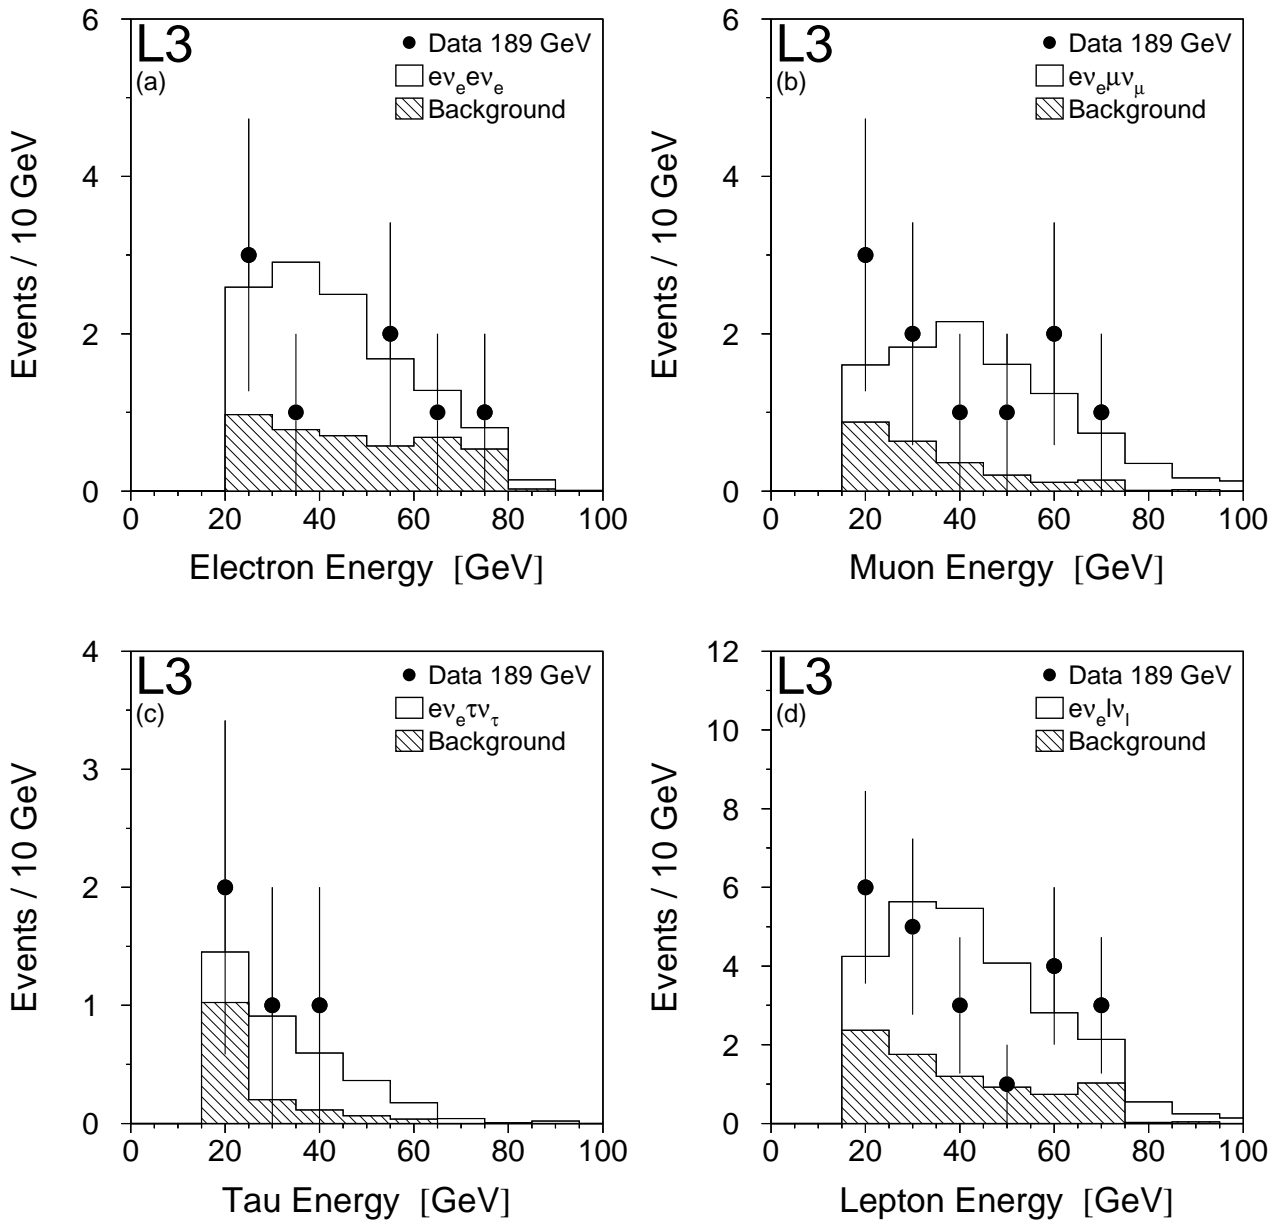 L3
(a)
Data 189 GeV
eνₑeνₑ
Background
Events / 10 GeV
6
4
2
0
0 20 40 60 80 100
Electron Energy [GeV]
L3
(b)
Data 189 GeV
eνₑμν_μ
Background
Events / 10 GeV
6
4
2
0
0 20 40 60 80 100
Muon Energy [GeV]
L3
(c)
Data 189 GeV
eνₑτν_τ
Background
Events / 10 GeV
4
3
2
1
0
0 20 40 60 80 100
Tau Energy [GeV]
L3
(d)
Data 189 GeV
eνₑlν_l
Background
Events / 10 GeV
12
10
8
6
4
2
0
0 20 40 60 80 100
Lepton Energy [GeV]